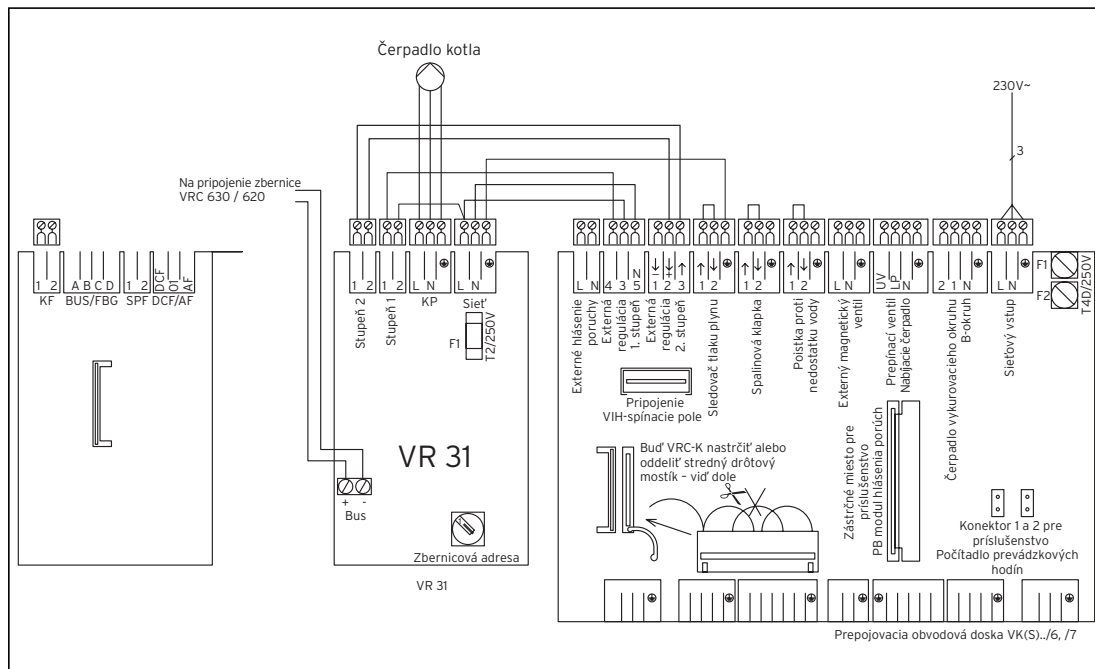 Čerpadlo kotla
230V~
3
Na pripojenie zbernice
VRC 630 / 620
1 2
KF
A B C D
BUS/FBG
1 2
SPF
DCF
01
AF
DCF/AF
1 2
Stupeň 2
1 2
Stupeň 1
L N
KP
L N
Sieť
F1
T2/250V
VR 31
+ -
Bus
Zbernicová adresa
VR 31
L N
Externé hlásenie
poruchy
4 3 5
N
Externá
regulácia
1. stupeň
- +
1 2 3
Externá
regulácia
2. stupeň
1 2
Sledovač tlaku plynu
1 2
Spalinová klapka
1 2
Poistka proti
nedostatku vody
L N
Externý magnetický
ventil
UV
LP
N
Prepínací ventil
Nabíjacie čerpadlo
2 1 N
Čerpadlo vykurovacieho okruhu
B-okruh
L N
Sieťový vstup
F1
F2
T4D/250V
Pripojenie
VIH-spínacie pole
Buď VRC-K nastrčiť alebo
oddeliť stredný drôtový
mostík – viď dole
Zástrčné miesto pre
príslušenstvo
PB modul hlásenia porúch
Konektor 1 a 2 pre
príslušenstvo
Počítadlo prevádzkových
hodín
Prepojovacia obvodová doska VK(S)../6, /7